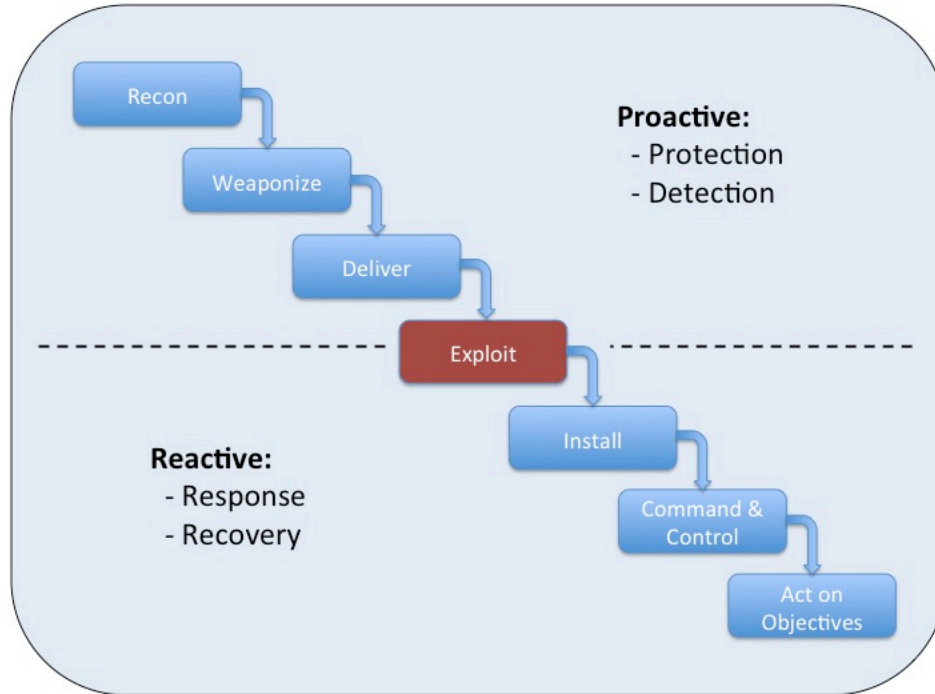 Recon
Weaponize
Deliver
Exploit
Install
Command &
Control
Act on
Objectives
Proactive:
- Protection
- Detection
Reactive:
- Response
- Recovery